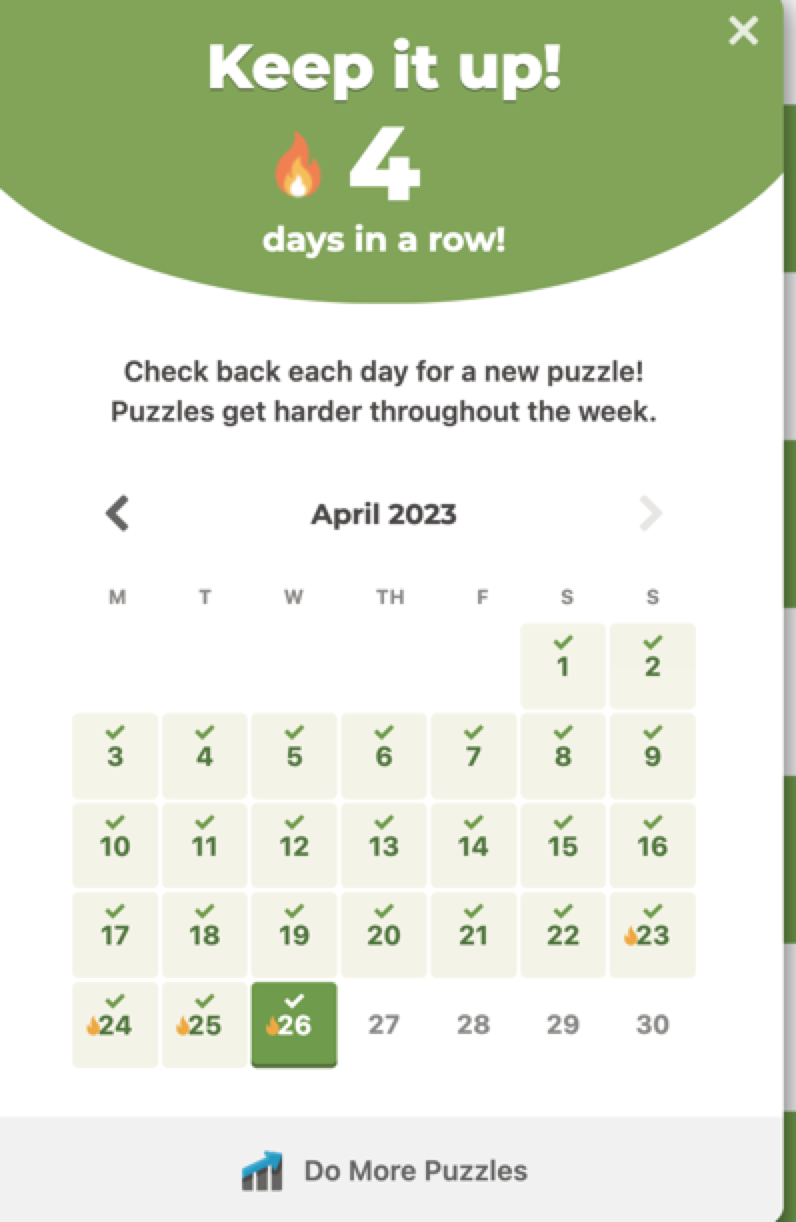 Keep it up!
4
days in a row!
Check back each day for a new puzzle!
Puzzles get harder throughout the week.
April 2023
M T W TH F S S
1 2
3 4 5 6 7 8 9
10 11 12 13 14 15 16
17 18 19 20 21 22 23
24 25 26 27 28 29 30
Do More Puzzles